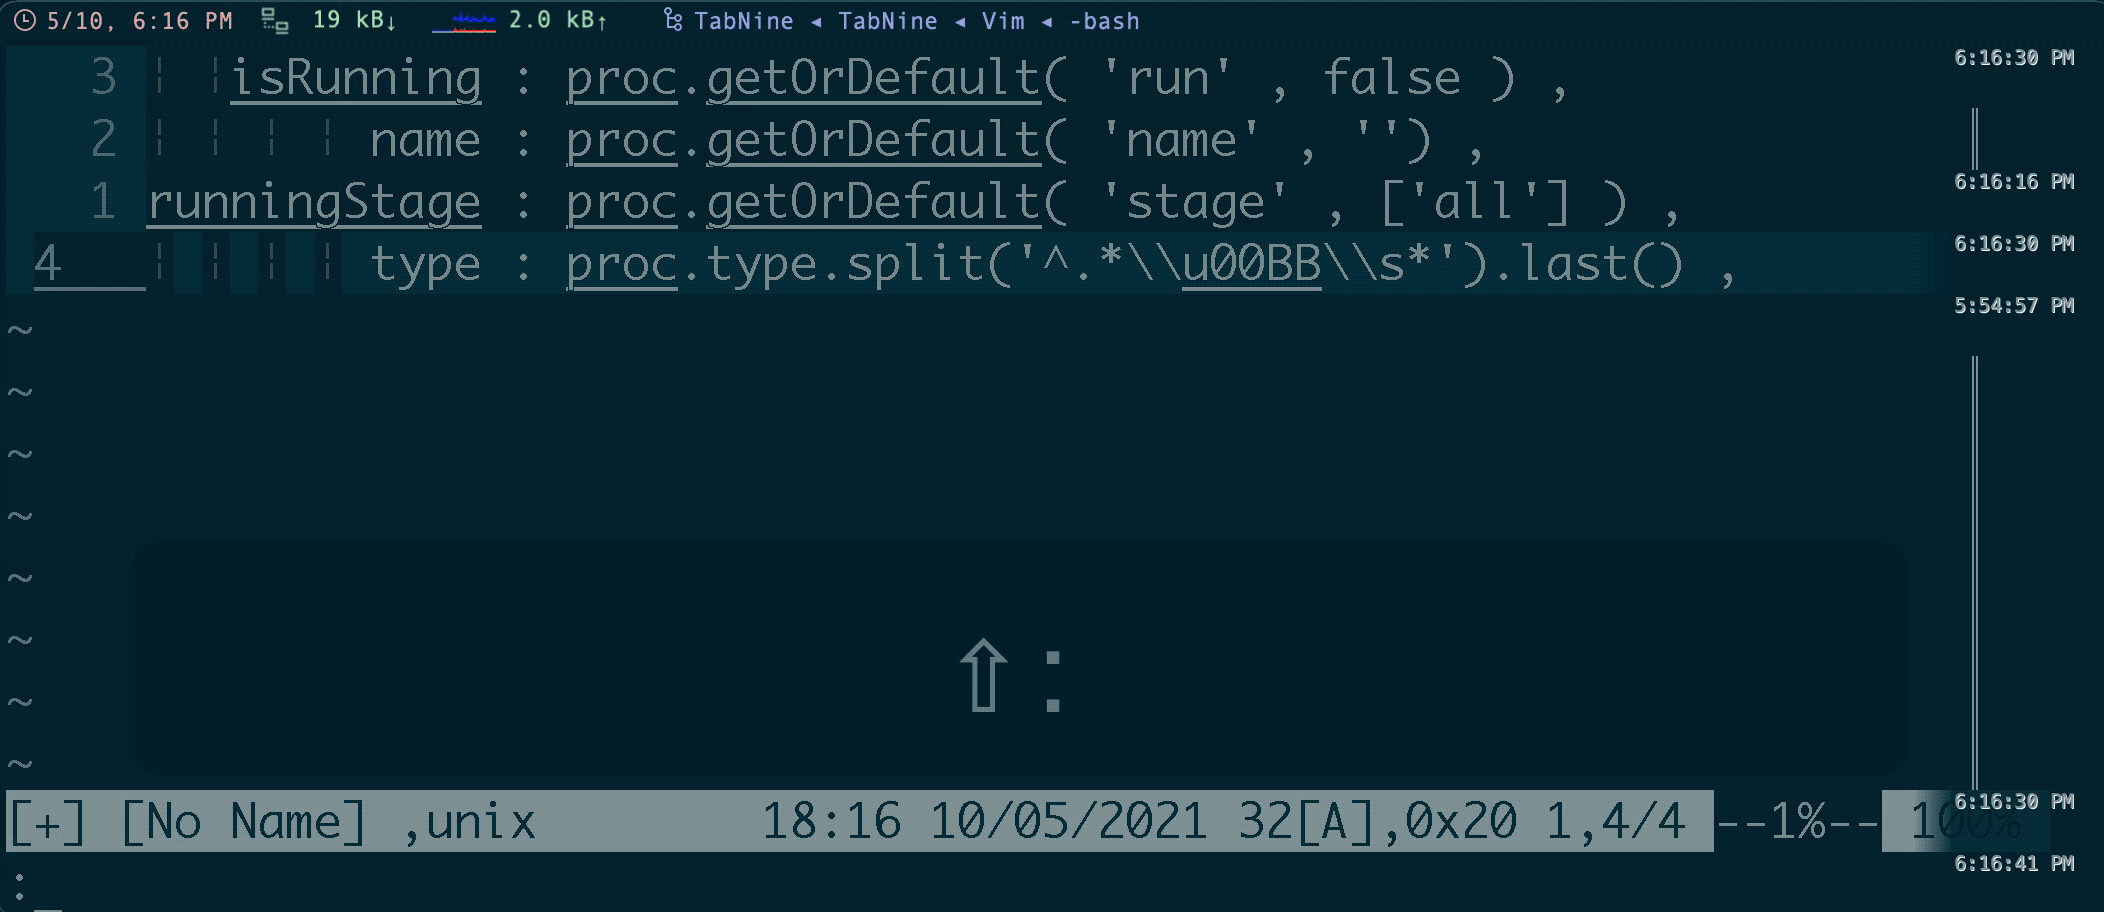 5/10, 6:16 PM 19 kB↓ 2.0 kB↑ TabNine ◂ TabNine ◂ Vim ◂ -bash
3 ¦ ¦isRunning : proc.getOrDefault( 'run' , false ) , 6:16:30 PM
2 ¦ ¦ ¦ ¦ name : proc.getOrDefault( 'name' , '') ,
1 runningStage : proc.getOrDefault( 'stage' , ['all'] ) , 6:16:16 PM
4 ¦ ¦ ¦ ¦ type : proc.type.split('^.*\\u00BB\\s*').last() , 6:16:30 PM
~ 5:54:57 PM
~
~
~
~
~
~
~
⇧:
[+] [No Name] ,unix 18:16 10/05/2021 32[A],0x20 1,4/4 --1%-- 100% 6:16:30 PM
: 6:16:41 PM